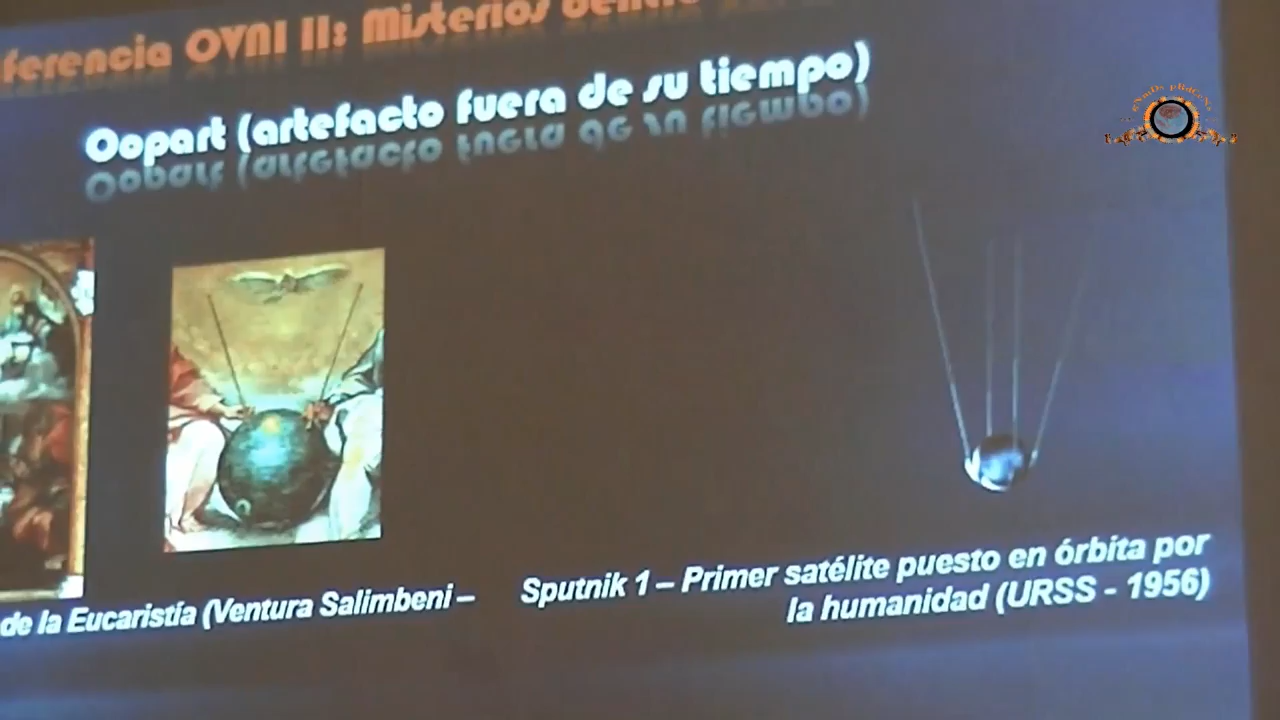 ferencia OVNI II: Misterios
Oopart (artefacto fuera de su tiempo)
de la Eucaristía (Ventura Salimbeni –
Sputnik 1 – Primer satélite puesto en órbita por
la humanidad (URSS - 1956)